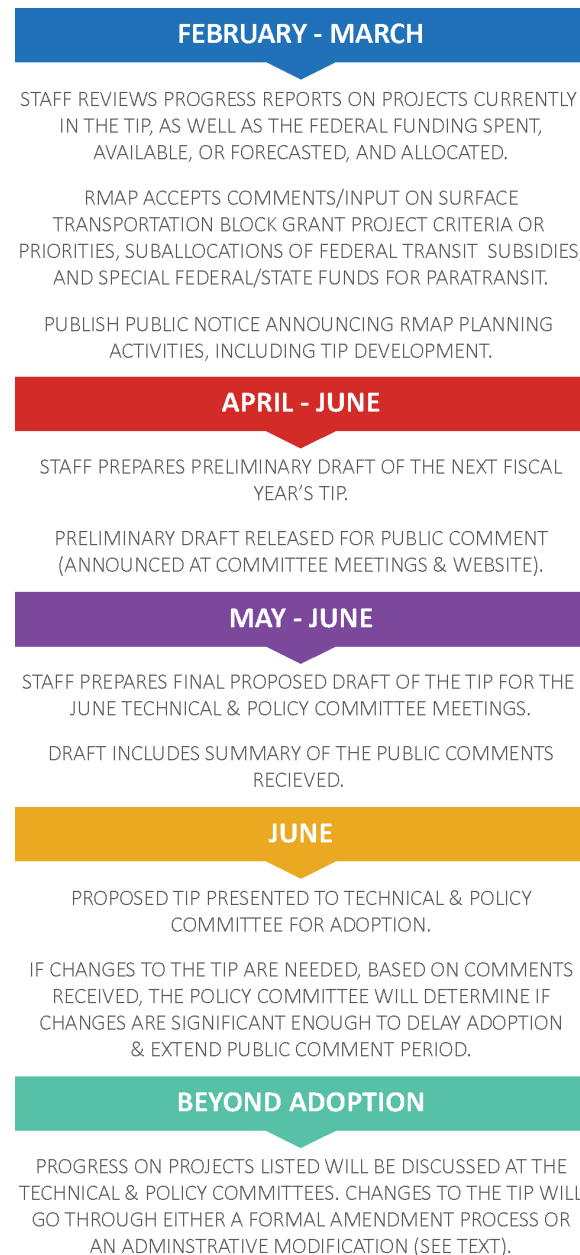 FEBRUARY - MARCH
STAFF REVIEWS PROGRESS REPORTS ON PROJECTS CURRENTLY
IN THE TIP, AS WELL AS THE FEDERAL FUNDING SPENT,
AVAILABLE, OR FORECASTED, AND ALLOCATED.
RMAP ACCEPTS COMMENTS/INPUT ON SURFACE
TRANSPORTATION BLOCK GRANT PROJECT CRITERIA OR
PRIORITIES, SUBALLOCATIONS OF FEDERAL TRANSIT SUBSIDIES,
AND SPECIAL FEDERAL/STATE FUNDS FOR PARATRANSIT.
PUBLISH PUBLIC NOTICE ANNOUNCING RMAP PLANNING
ACTIVITIES, INCLUDING TIP DEVELOPMENT.
APRIL - JUNE
STAFF PREPARES PRELIMINARY DRAFT OF THE NEXT FISCAL
YEAR'S TIP.
PRELIMINARY DRAFT RELEASED FOR PUBLIC COMMENT
(ANNOUNCED AT COMMITTEE MEETINGS & WEBSITE).
MAY - JUNE
STAFF PREPARES FINAL PROPOSED DRAFT OF THE TIP FOR THE
JUNE TECHNICAL & POLICY COMMITTEE MEETINGS.
DRAFT INCLUDES SUMMARY OF THE PUBLIC COMMENTS
RECIEVED.
JUNE
PROPOSED TIP PRESENTED TO TECHNICAL & POLICY
COMMITTEE FOR ADOPTION.
IF CHANGES TO THE TIP ARE NEEDED, BASED ON COMMENTS
RECEIVED, THE POLICY COMMITTEE WILL DETERMINE IF
CHANGES ARE SIGNIFICANT ENOUGH TO DELAY ADOPTION
& EXTEND PUBLIC COMMENT PERIOD.
BEYOND ADOPTION
PROGRESS ON PROJECTS LISTED WILL BE DISCUSSED AT THE
TECHNICAL & POLICY COMMITTEES. CHANGES TO THE TIP WILL
GO THROUGH EITHER A FORMAL AMENDMENT PROCESS OR
AN ADMINSTRATIVE MODIFICATION (SEE TEXT).